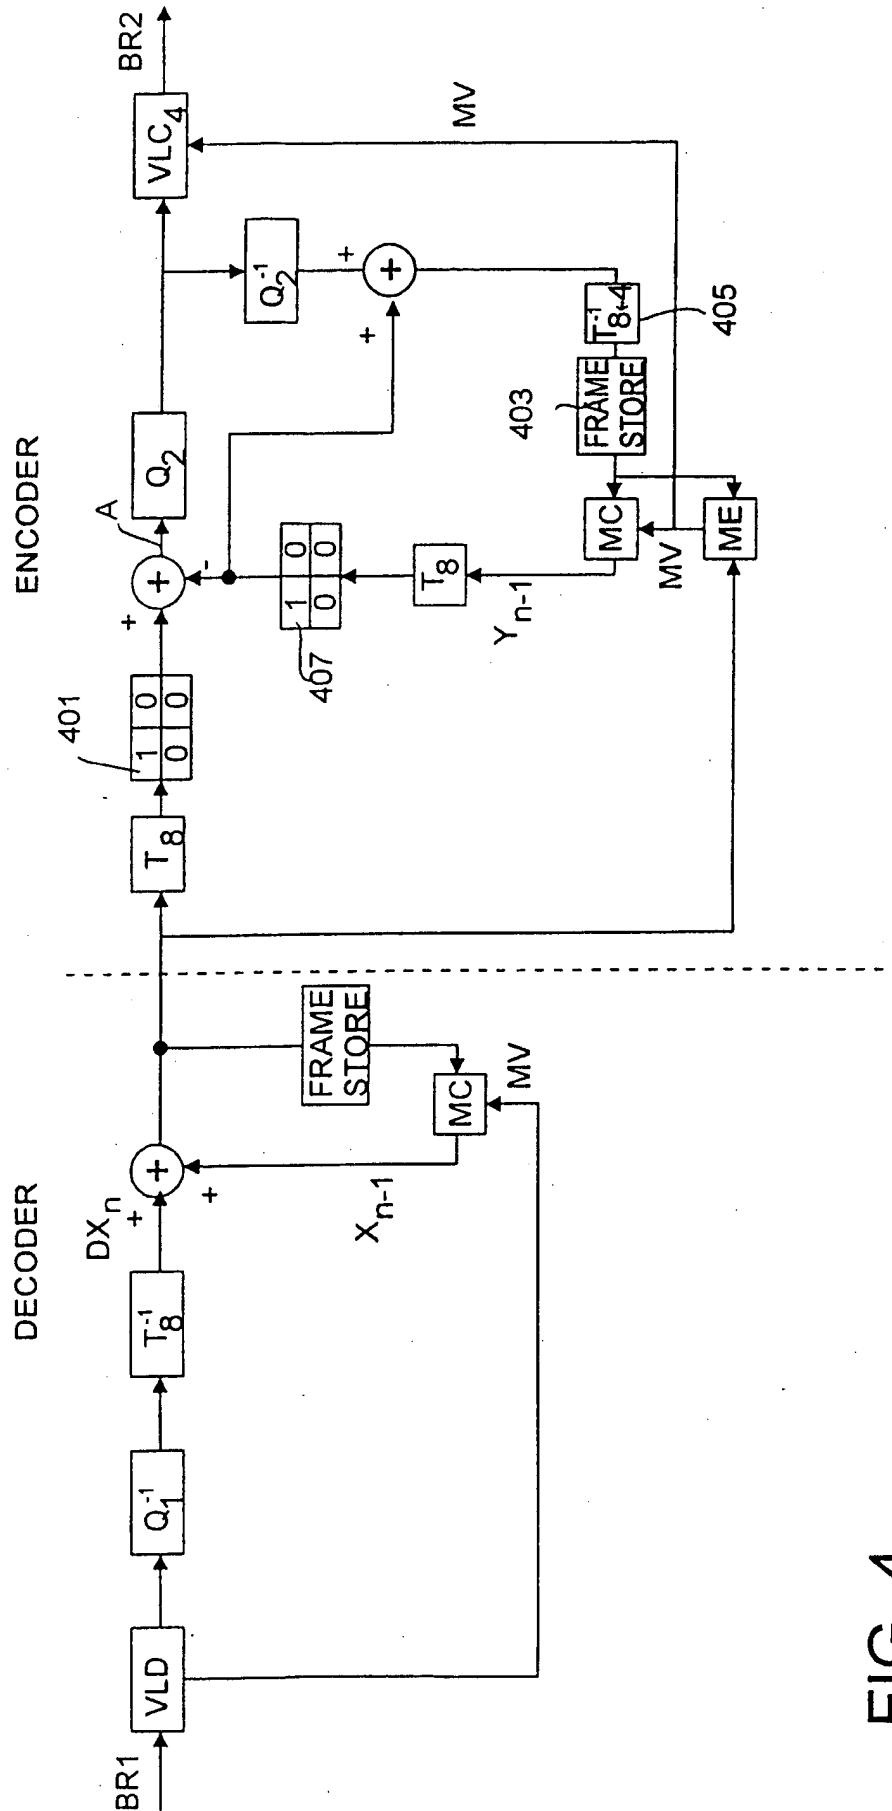 DECODER
ENCODER
BR1
VLD
Q₁⁻¹
T₈⁻¹
DXₙ
+
+
+
FRAME
STORE
MC
MV
Xₙ₋₁
T₈
401
1 0
0 0
+
+
-
A
Q₂
VLC₄
BR2
Q₂⁻¹
+
+
+
407
1 0
0 0
T₈
Yₙ₋₁
MC
MV
ME
403
FRAME
STORE
T⁻¹₈₋₄
405
MV
FIG. 4